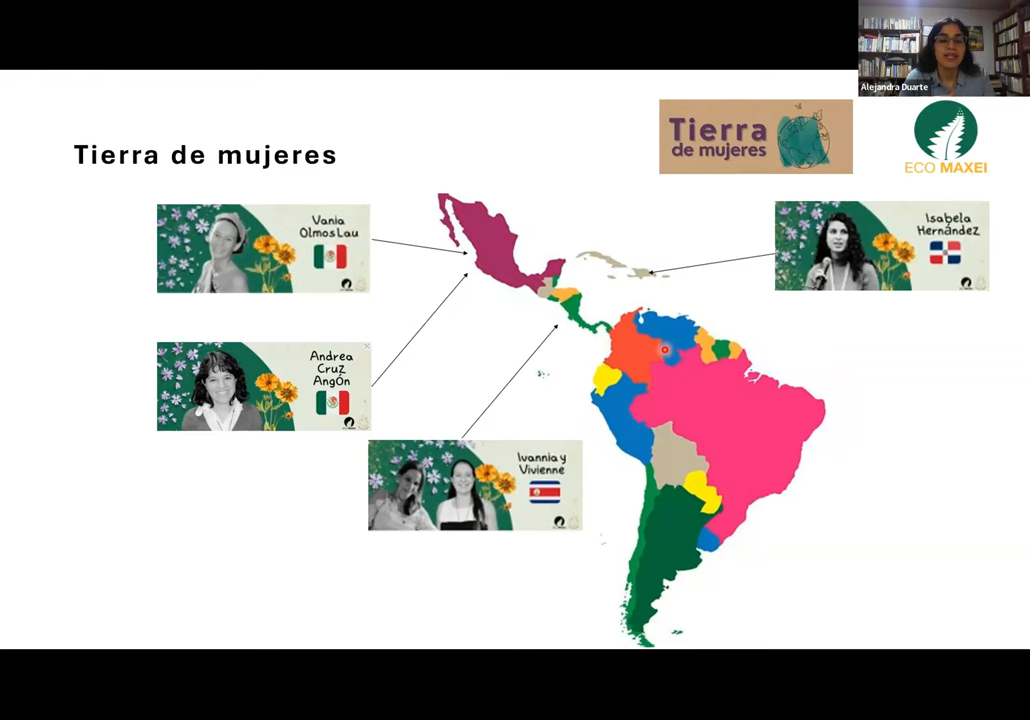 Alejandra Duarte
Tierra de mujeres
Tierra
de mujeres
ECO MAXEI
Vania
Olmos Lau
Isabela
Hernández
Andrea
Cruz
Angón
Ivannia y
Vivienne